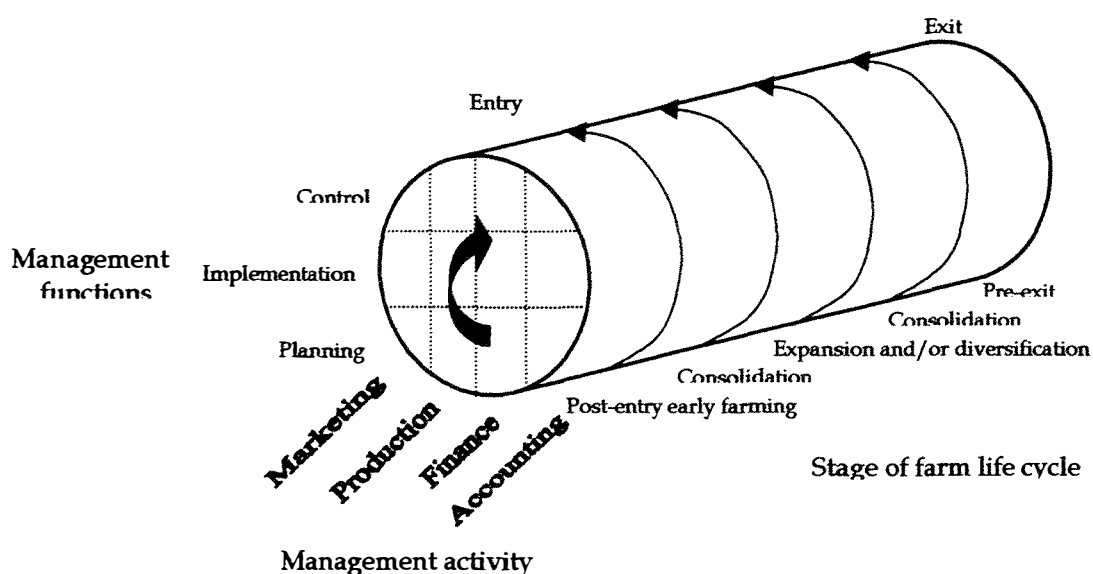 Exit
Entry
Control
Management
functions
Implementation
Planning
Pre-exit
Consolidation
Expansion and/or diversification
Consolidation
Post-entry early farming
Marketing
Production
Finance
Accounting
Stage of farm life cycle
Management activity